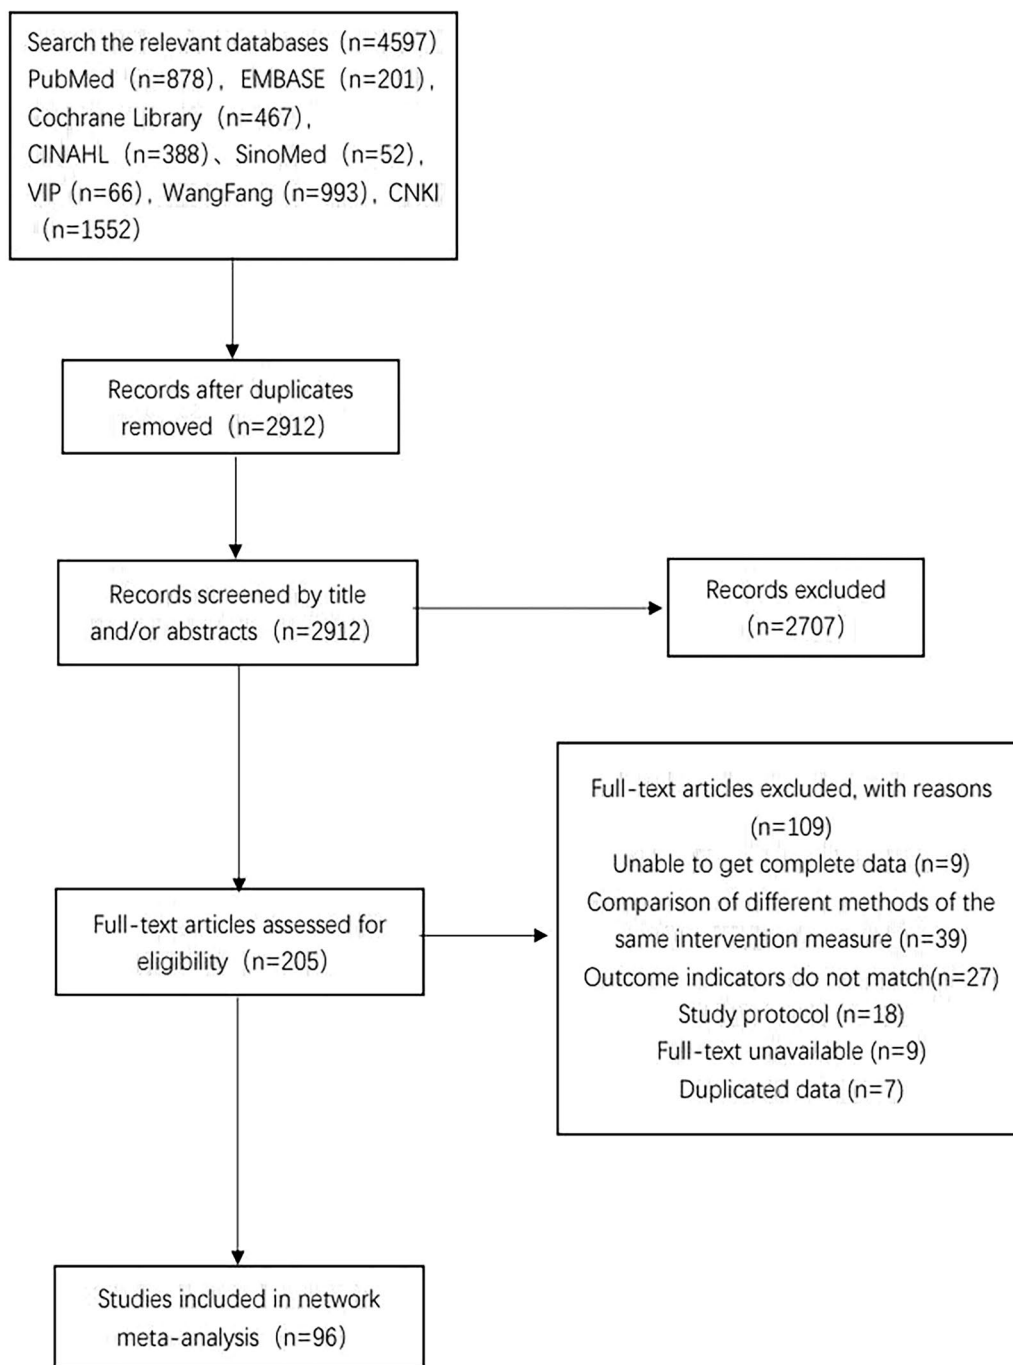 Search the relevant databases (n=4597)
PubMed (n=878), EMBASE (n=201),
Cochrane Library (n=467),
CINAHL (n=388)、SinoMed (n=52),
VIP (n=66), WangFang (n=993), CNKI
(n=1552)
Records after duplicates
removed (n=2912)
Records screened by title
and/or abstracts (n=2912)
Records excluded
(n=2707)
Full-text articles assessed for
eligibility (n=205)
Full-text articles excluded, with reasons
(n=109)
Unable to get complete data (n=9)
Comparison of different methods of the
same intervention measure (n=39)
Outcome indicators do not match(n=27)
Study protocol (n=18)
Full-text unavailable (n=9)
Duplicated data (n=7)
Studies included in network
meta-analysis (n=96)